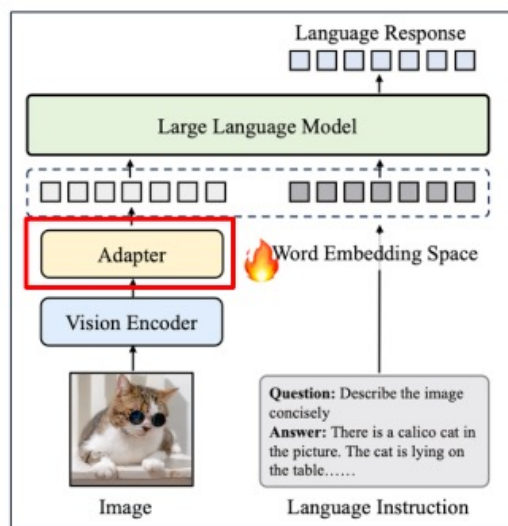 Language Response
Large Language Model
Adapter
Word Embedding Space
Vision Encoder
Question: Describe the image
concisely
Answer: There is a calico cat in
the picture. The cat is lying on
the table......
Image
Language Instruction